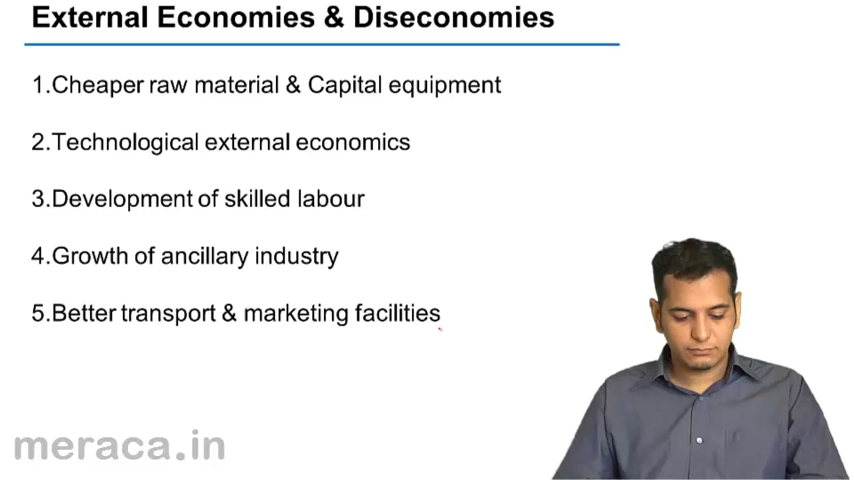 External Economies & Diseconomies
1.Cheaper raw material & Capital equipment
2.Technological external economics
3.Development of skilled labour
4.Growth of ancillary industry
5.Better transport & marketing facilities
meraca.in